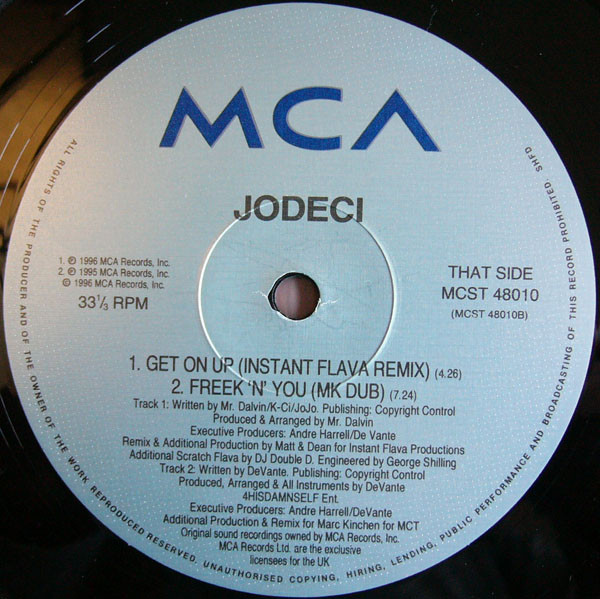 MCA
JODECI
1. ℗ 1996 MCA Records, Inc.
2. ℗ 1995 MCA Records, Inc.
© 1996 MCA Records, Inc.
33⅓ RPM
THAT SIDE
MCST 48010
(MCST 48010B)
1. GET ON UP (INSTANT FLAVA REMIX) (4.26)
2. FREEK 'N' YOU (MK DUB) (7.24)
Track 1: Written by Mr. Dalvin/K-Ci/JoJo. Publishing: Copyright Control
Produced & Arranged by Mr. Dalvin
Executive Producers: Andre Harrell/De Vante
Remix & Additional Production by Matt & Dean for Instant Flava Productions
Additional Scratch Flava by DJ Double D. Engineered by George Shilling
Track 2: Written by DeVante. Publishing: Copyright Control
Produced, Arranged & All Instruments by DeVante
4HISDAMNSELF Ent.
Executive Producers: Andre Harrell/DeVante
Additional Production & Remix for Marc Kinchen for MCT
Original sound recordings owned by MCA Records, Inc.
MCA Records Ltd. are the exclusive
licensees for the UK
ALL RIGHTS OF THE PRODUCER AND OF THE OWNER OF THE WORK REPRODUCED RESERVED. UNAUTHORISED COPYING, HIRING, LENDING, PUBLIC PERFORMANCE AND BROADCASTING OF THIS RECORD PROHIBITED. SHFD